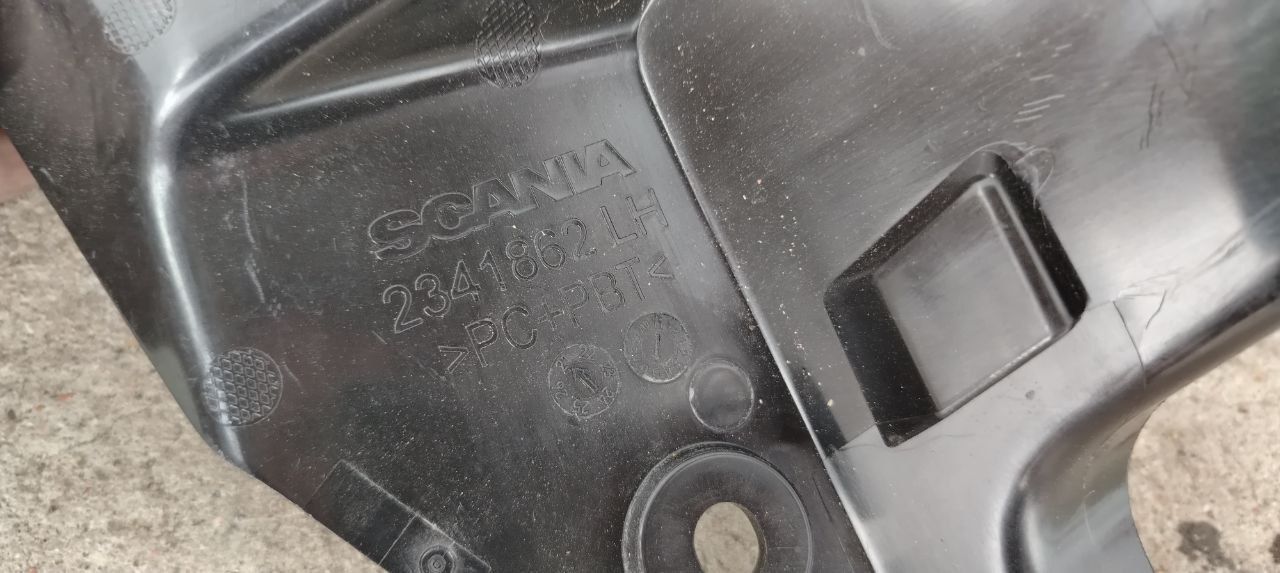 SCANIA
2341862 LH
>PC+PBT<